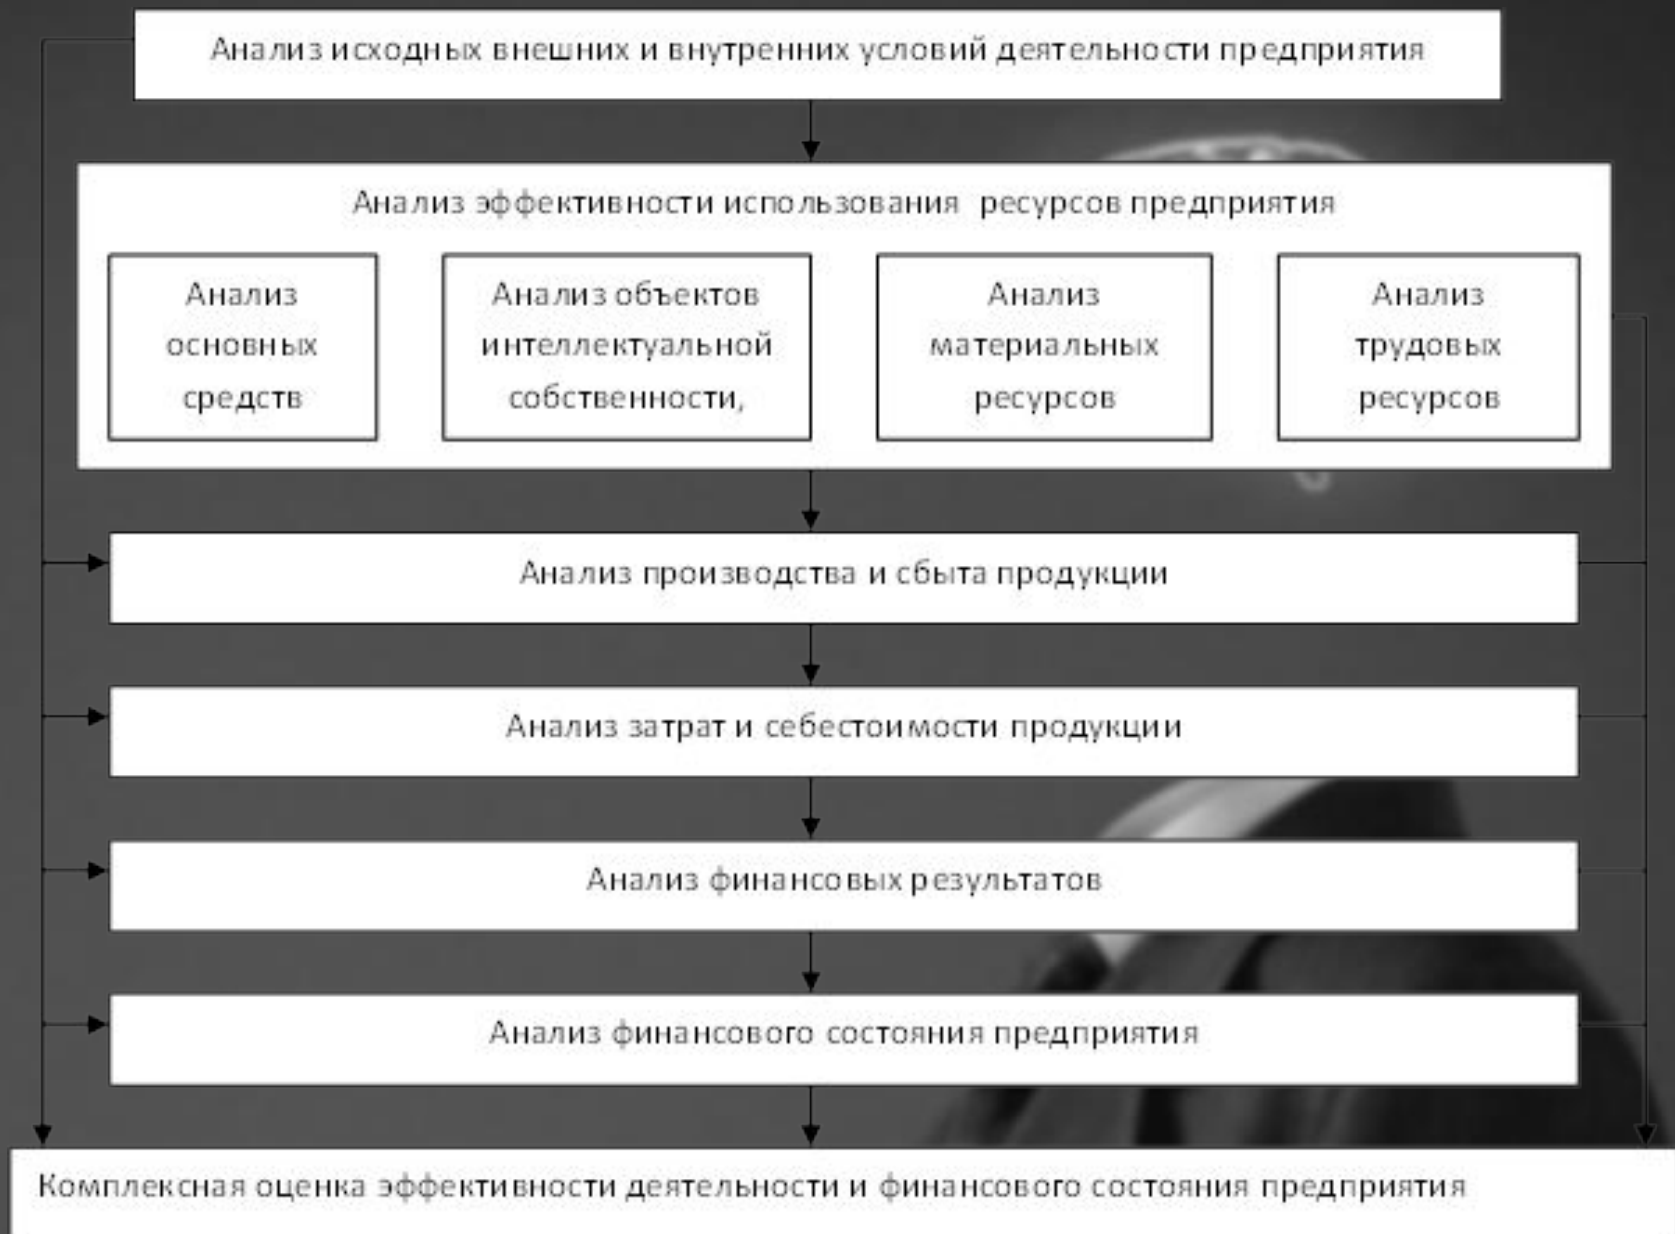 Анализ исходных внешних и внутренних условий деятельности предприятия
Анализ эффективности использования ресурсов предприятия
Анализ
основных
средств
Анализ объектов
интеллектуальной
собственности,
Анализ
материальных
ресурсов
Анализ
трудовых
ресурсов
Анализ производства и сбыта продукции
Анализ затрат и себестоимости продукции
Анализ финансовых результатов
Анализ финансового состояния предприятия
Комплексная оценка эффективности деятельности и финансового состояния предприятия